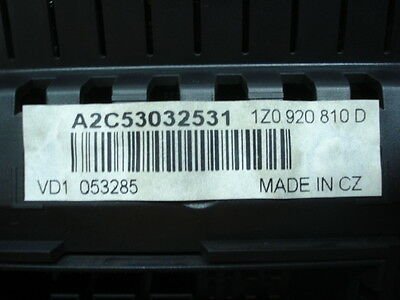 A2C53032531 1Z0 920 810 D
VD1 053285 MADE IN CZ